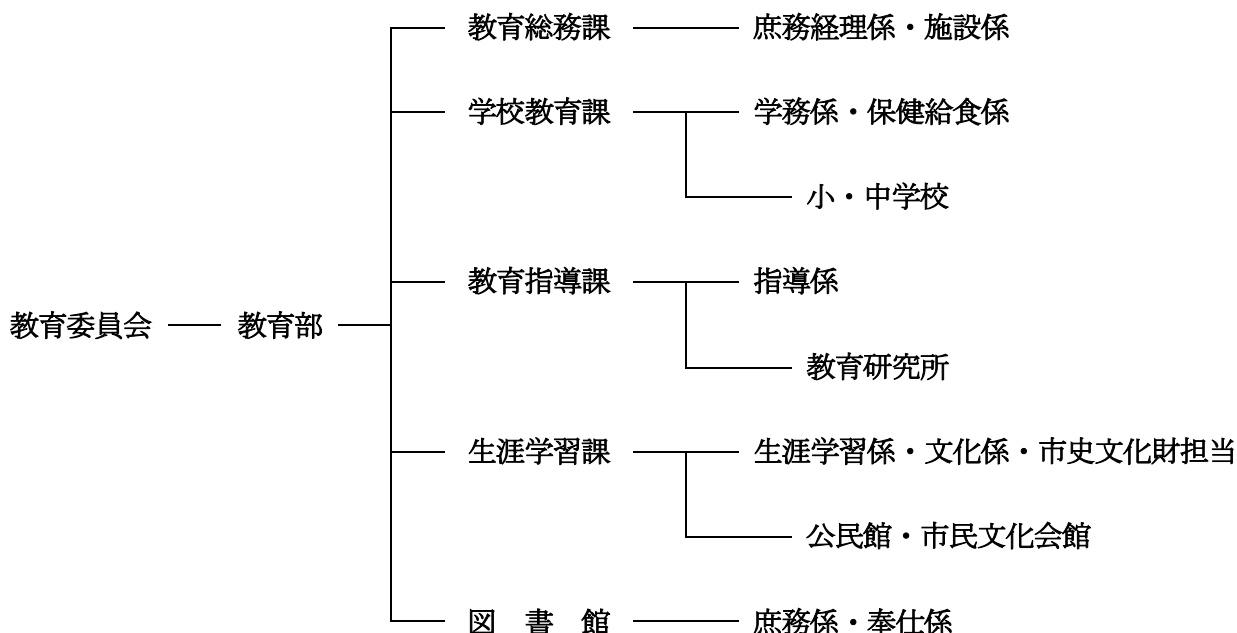 教育総務課 庶務経理係・施設係
学校教育課 学務係・保健給食係
小・中学校
教育指導課 指導係
教育委員会 教育部
教育研究所
生涯学習課 生涯学習係・文化係・市史文化財担当
公民館・市民文化会館
図 書 館 庶務係・奉仕係